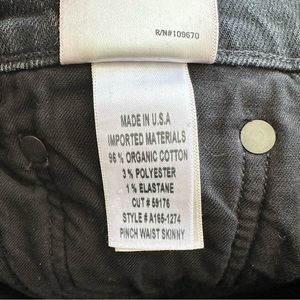 R/N#109670
MADE IN U.S.A
IMPORTED MATERIALS
96 % ORGANIC COTTON
3 % POLYESTER
1 % ELASTANE
CUT # 59176
STYLE # A165-1274
PINCH WAIST SKINNY